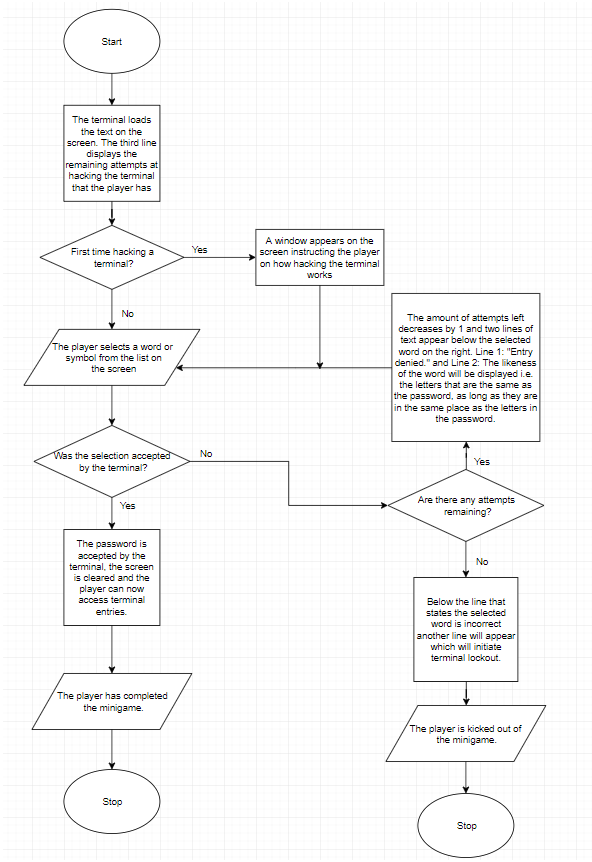 Start
The terminal loads
the text on the
screen. The third line
displays the
remaining attempts at
hacking the terminal
that the player has
First time hacking a
terminal?
Yes
A window appears on the
screen instructing the player
on how hacking the terminal
works
No
The player selects a word or
symbol from the list on
the screen
The amount of attempts left
decreases by 1 and two lines of
text appear below the selected
word on the right. Line 1: "Entry
denied." and Line 2: The likeness
of the word will be displayed i.e.
the letters that are the same as
the password, as long as they are
in the same place as the letters in
the password.
Was the selection accepted
by the terminal?
No
Yes
Are there any attempts
remaining?
Yes
The password is
accepted by the
terminal, the screen
is cleared and the
player can now
access terminal
entries.
No
Below the line that
states the selected
word is incorrect
another line will appear
which will initiate
terminal lockout.
The player has completed
the minigame.
The player is kicked out of
the minigame.
Stop
Stop